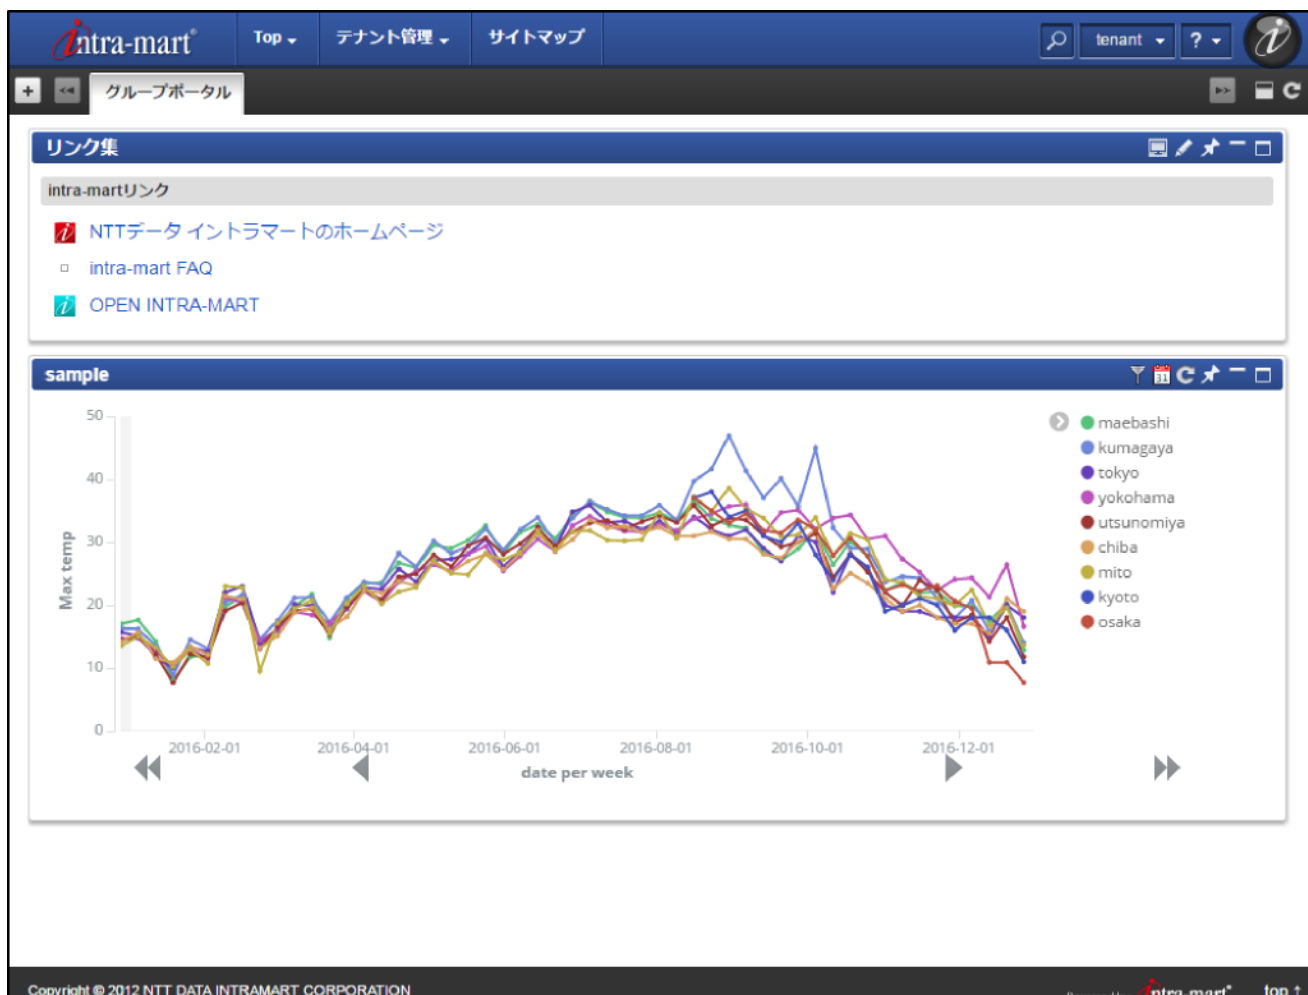 intra-mart®
Top テナント管理 サイトマップ tenant ?
+ グループポータル
リンク集
intra-martリンク
NTTデータ イントラマートのホームページ
intra-mart FAQ
OPEN INTRA-MART
sample
31
50
40
30
20
10
0
Max temp
2016-02-01 2016-04-01 2016-06-01 2016-08-01 2016-10-01 2016-12-01
date per week
maebashi
kumagaya
tokyo
yokohama
utsunomiya
chiba
mito
kyoto
osaka
Copyright © 2012 NTT DATA INTRAMART CORPORATION
intra-mart® top ↑